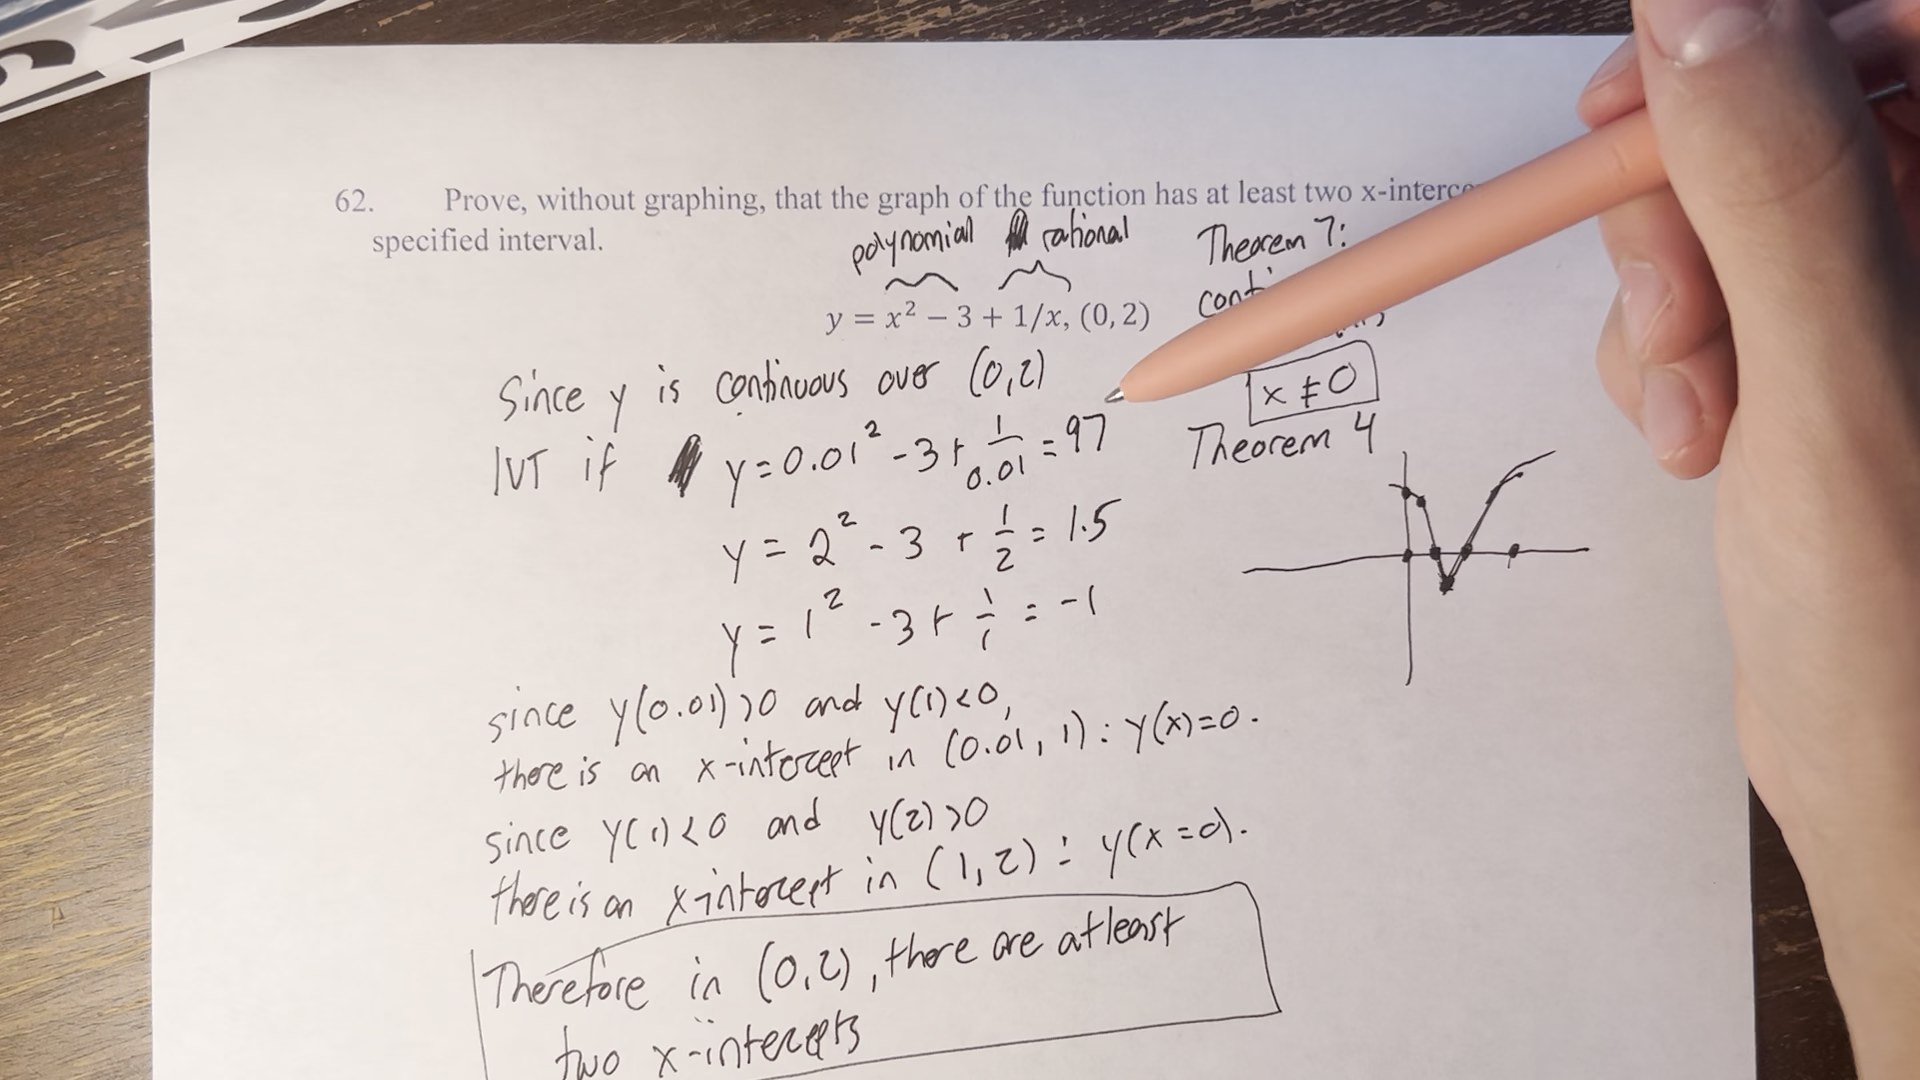 62. Prove, without graphing, that the graph of the function has at least two
specified interval.
polynomial rational
y = x² − 3 + 1/x, (0, 2)
Theorem 7:
x ≠ 0
Theorem 4
Since y is continuous over (0,2)
IVT if y = 0.01² - 3 + 1/0.01 = 97
y = 2² - 3 + 1/2 = 1.5
y = 1² - 3 + 1/1 = -1
since y(0.01) > 0 and y(1) < 0,
there is an x-intercept in (0.01, 1) : y(x)=0.
since y(1) < 0 and y(2) > 0
there is an x-intercept in (1, 2) : y(x = 0).
Therefore in (0,2), there are at least
two x-intercepts